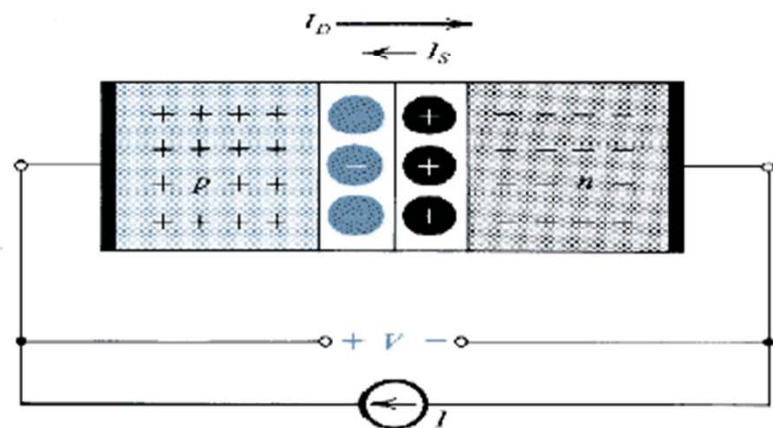 I_D
I_S
+ + + + − − − −
+ + + + − + − − − −
p + + + n
+ + + + − − − −
+ V −
I